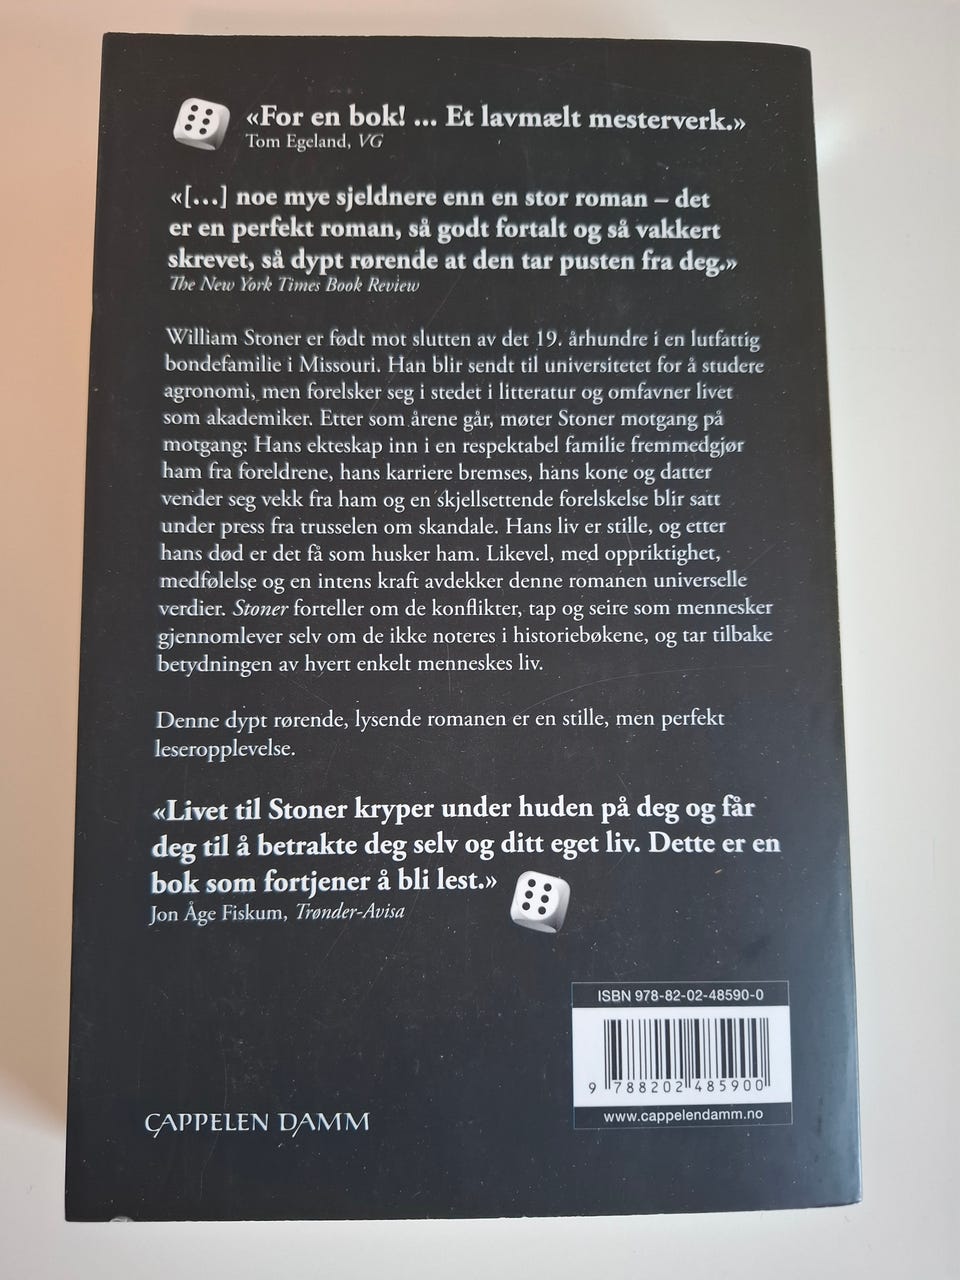 «For en bok! ... Et lavmælt mesterverk.»
Tom Egeland, VG
«[...] noe mye sjeldnere enn en stor roman – det
er en perfekt roman, så godt fortalt og så vakkert
skrevet, så dypt rørende at den tar pusten fra deg.»
The New York Times Book Review
William Stoner er født mot slutten av det 19. århundre i en lutfattig
bondefamilie i Missouri. Han blir sendt til universitetet for å studere
agronomi, men forelsker seg i stedet i litteratur og omfavner livet
som akademiker. Etter som årene går, møter Stoner motgang på
motgang: Hans ekteskap inn i en respektabel familie fremmedgjør
ham fra foreldrene, hans karriere bremses, hans kone og datter
vender seg vekk fra ham og en skjellsettende forelskelse blir satt
under press fra trusselen om skandale. Hans liv er stille, og etter
hans død er det få som husker ham. Likevel, med oppriktighet,
medfølelse og en intens kraft avdekker denne romanen universelle
verdier. Stoner forteller om de konflikter, tap og seire som mennesker
gjennomlever selv om de ikke noteres i historiebøkene, og tar tilbake
betydningen av hvert enkelt menneskes liv.
Denne dypt rørende, lysende romanen er en stille, men perfekt
leseropplevelse.
«Livet til Stoner kryper under huden på deg og får
deg til å betrakte deg selv og ditt eget liv. Dette er en
bok som fortjener å bli lest.»
Jon Åge Fiskum, Trønder-Avisa
ISBN 978-82-02-48590-0
9 788202 485900
www.cappelendamm.no
CAPPELEN DAMM